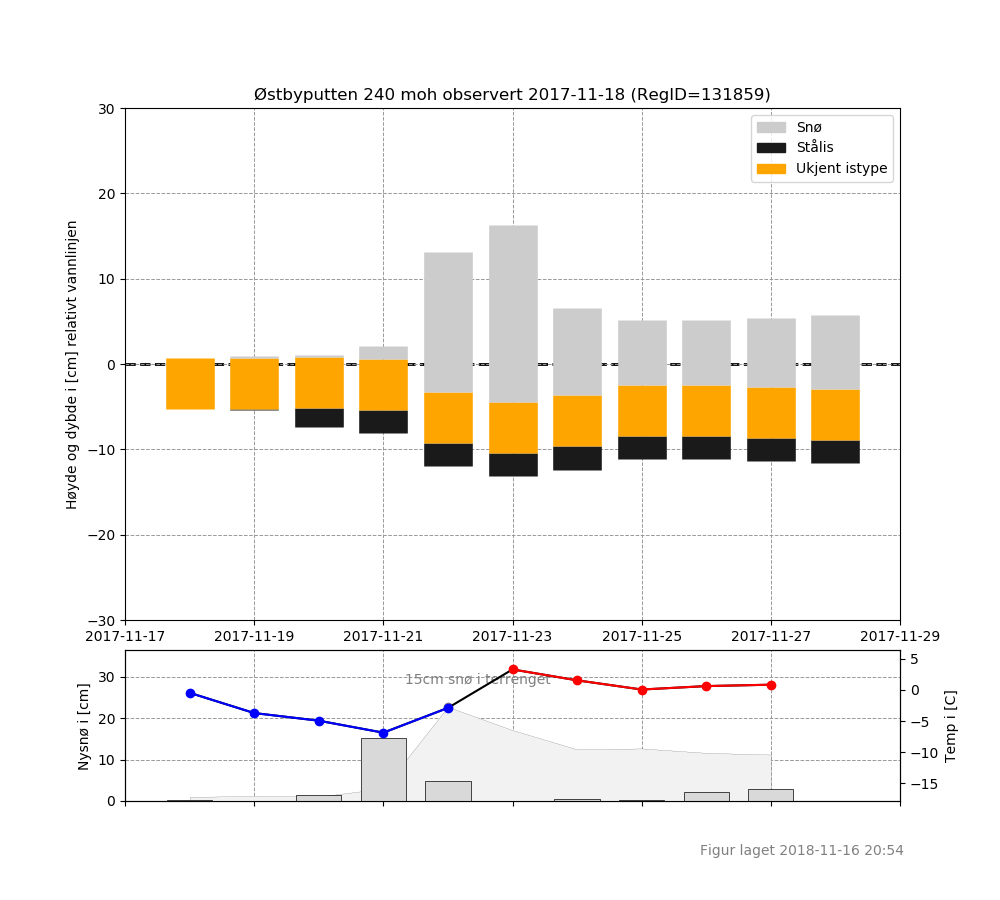 Østbyputten 240 moh observert 2017-11-18 (RegID=131859)
Høyde og dybde i [cm] relativt vannlinjen
30
20
10
0
−10
−20
−30
Snø
Stålis
Ukjent istype
2017-11-17 2017-11-19 2017-11-21 2017-11-23 2017-11-25 2017-11-27 2017-11-29
Nysnø i [cm]
30
20
10
0
15cm snø i terrenget
5
0
−5
−10
−15
Temp i [C]
Figur laget 2018-11-16 20:54